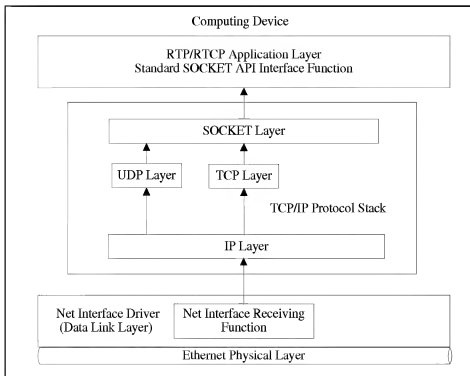 Computing Device
RTP/RTCP Application Layer
Standard SOCKET API Interface Function
SOCKET Layer
UDP Layer
TCP Layer
TCP/IP Protocol Stack
IP Layer
Net Interface Driver
(Data Link Layer)
Net Interface Receiving
Function
Ethernet Physical Layer